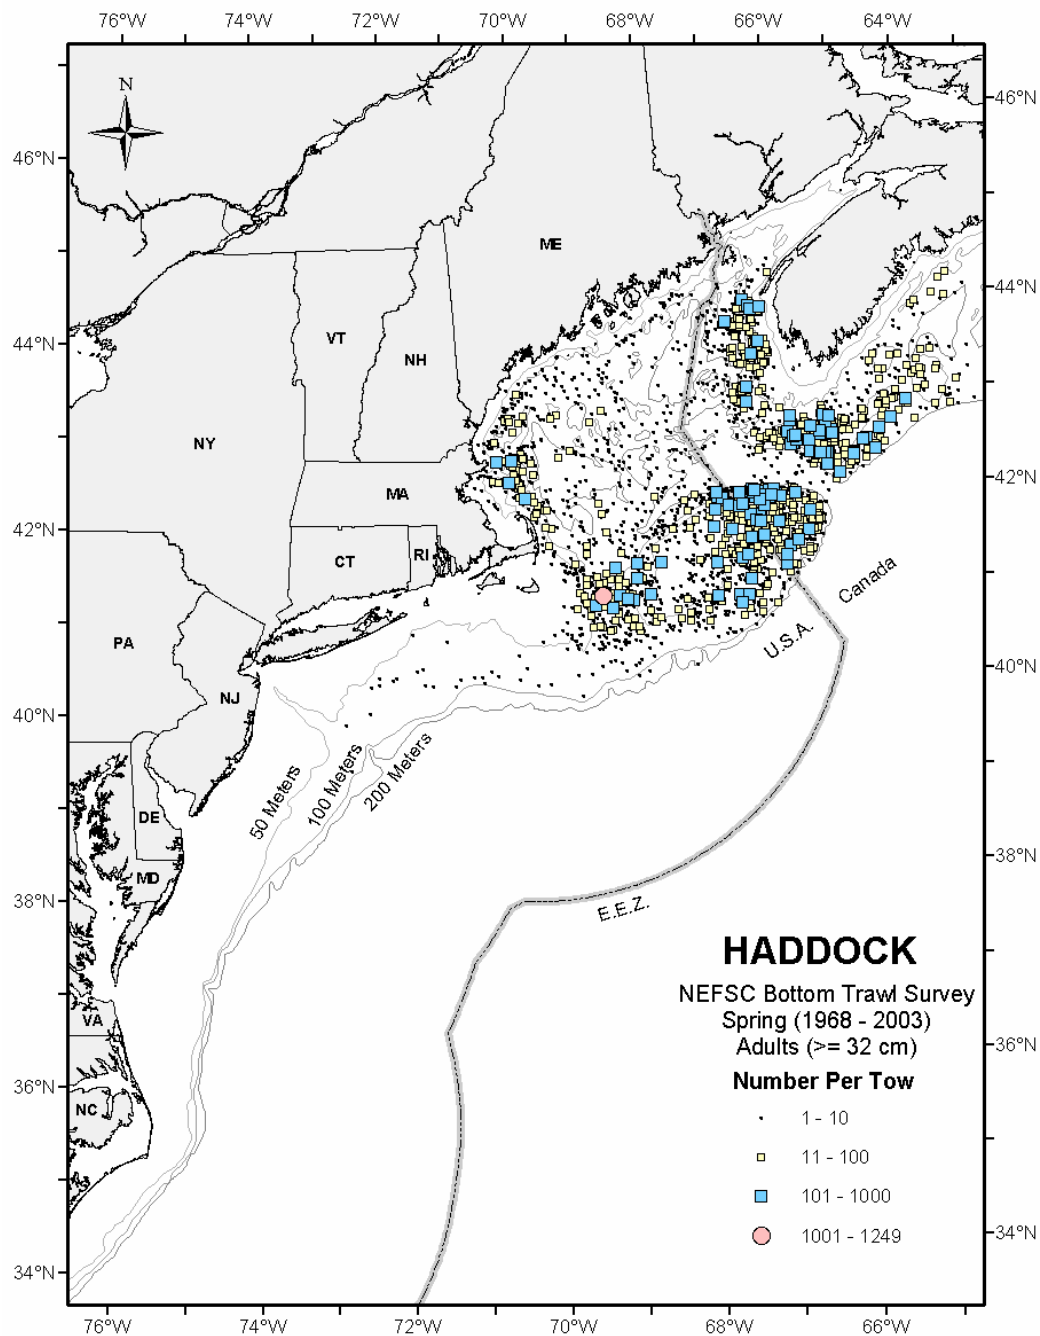 76°W 74°W 72°W 70°W 68°W 66°W 64°W
N
46°N
46°N
ME
44°N
VT
44°N
NH
NY
42°N
MA
42°N
CT
RI
Canada
PA
U.S.A.
40°N
NJ
40°N
50 Meters
100 Meters
200 Meters
DE
38°N
MD
38°N
E.E.Z.
HADDOCK
NEFSC Bottom Trawl Survey
Spring (1968 - 2003)
Adults (>= 32 cm)
Number Per Tow
1 - 10
11 - 100
101 - 1000
1001 - 1249
VA
36°N
36°N
NC
34°N
34°N
76°W 74°W 72°W 70°W 68°W 66°W